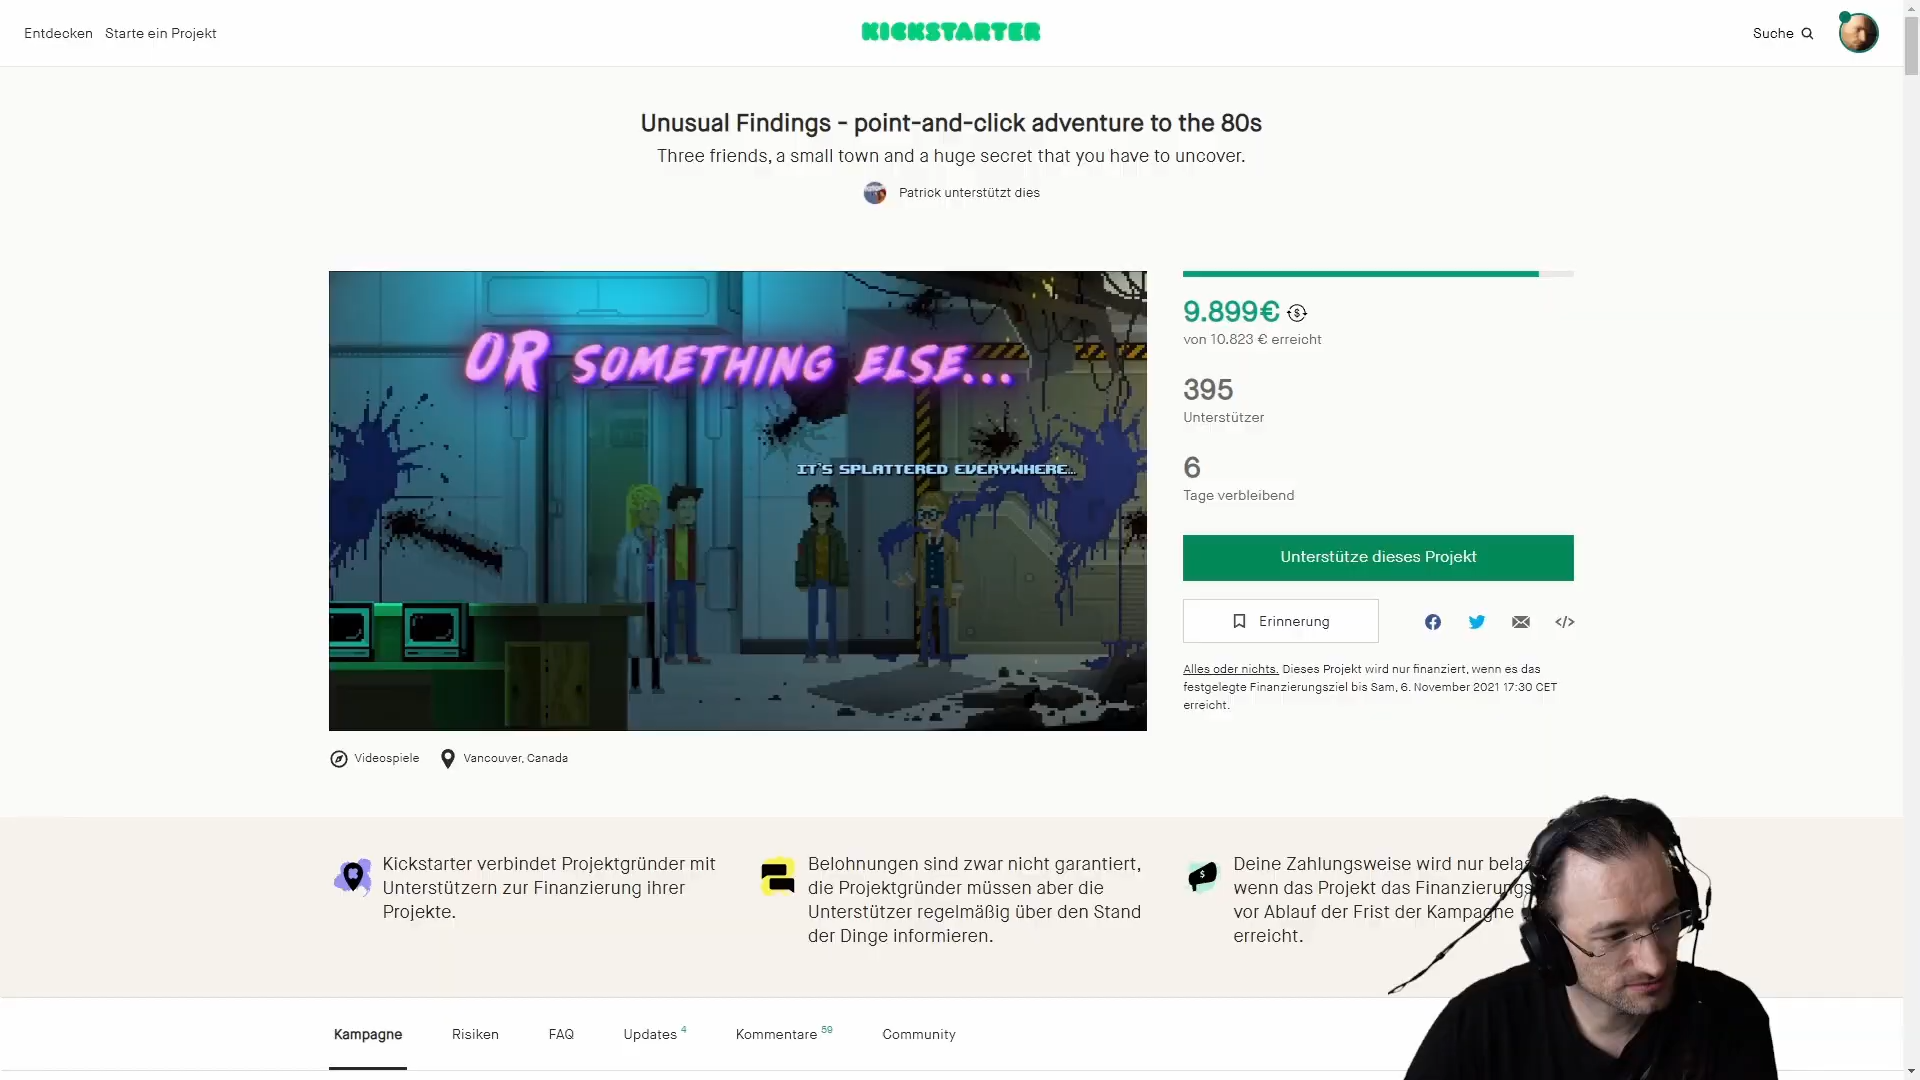 Entdecken Starte ein Projekt
KICKSTARTER
Suche
Unusual Findings - point-and-click adventure to the 80s
Three friends, a small town and a huge secret that you have to uncover.
Patrick unterstützt dies
OR SOMETHING ELSE...
IT'S SPLATTERED EVERYWHERE...
9.899€
von 10.823 € erreicht
395
Unterstützer
6
Tage verbleibend
Unterstütze dieses Projekt
Erinnerung
Alles oder nichts. Dieses Projekt wird nur finanziert, wenn es das
festgelegte Finanzierungsziel bis Sam, 6. November 2021 17:30 CET
erreicht.
Videospiele
Vancouver, Canada
Kickstarter verbindet Projektgründer mit
Unterstützern zur Finanzierung ihrer
Projekte.
Belohnungen sind zwar nicht garantiert,
die Projektgründer müssen aber die
Unterstützer regelmäßig über den Stand
der Dinge informieren.
Deine Zahlungsweise wird nur belas
wenn das Projekt das Finanzierungs
vor Ablauf der Frist der Kampagne
erreicht.
Kampagne
Risiken
FAQ
Updates 4
Kommentare 59
Community